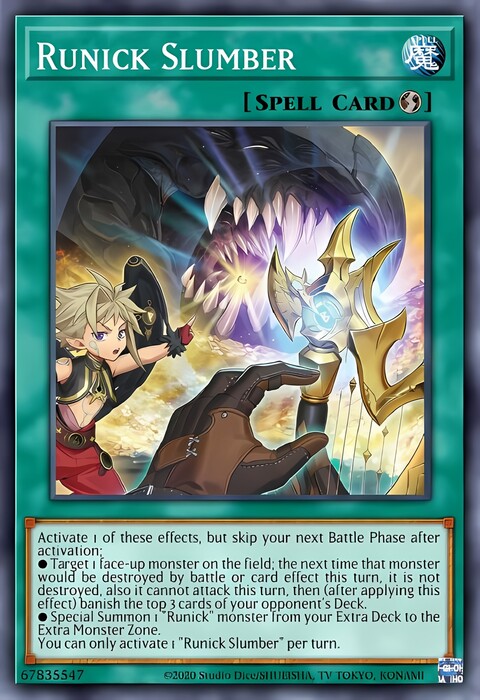 RUNICK SLUMBER
魔
[SPELL CARD]
Activate 1 of these effects, but skip your next Battle Phase after
activation;
●Target 1 face-up monster on the field; the next time that monster
would be destroyed by battle or card effect this turn, it is not
destroyed, also it cannot attack this turn, then (after applying this
effect) banish the top 3 cards of your opponent's Deck.
●Special Summon 1 "Runick" monster from your Extra Deck to the
Extra Monster Zone.
You can only activate 1 "Runick Slumber" per turn.
67835547
©2020 Studio Dice/SHUEISHA, TV TOKYO, KONAMI